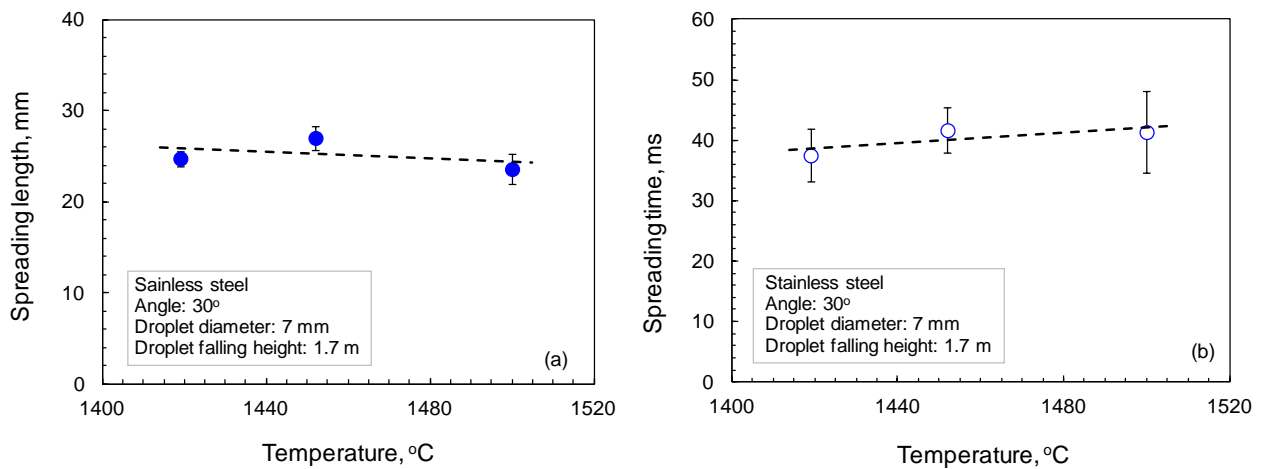 40
30
20
10
0
Spreading length, mm
Sainless steel
Angle: 30°
Droplet diameter: 7 mm
Droplet falling height: 1.7 m
(a)
1400
1440
1480
1520
Temperature, °C
60
50
40
30
20
10
0
Spreading time, ms
Stainless steel
Angle: 30°
Droplet diameter: 7 mm
Droplet falling height: 1.7 m
(b)
1400
1440
1480
1520
Temperature, °C